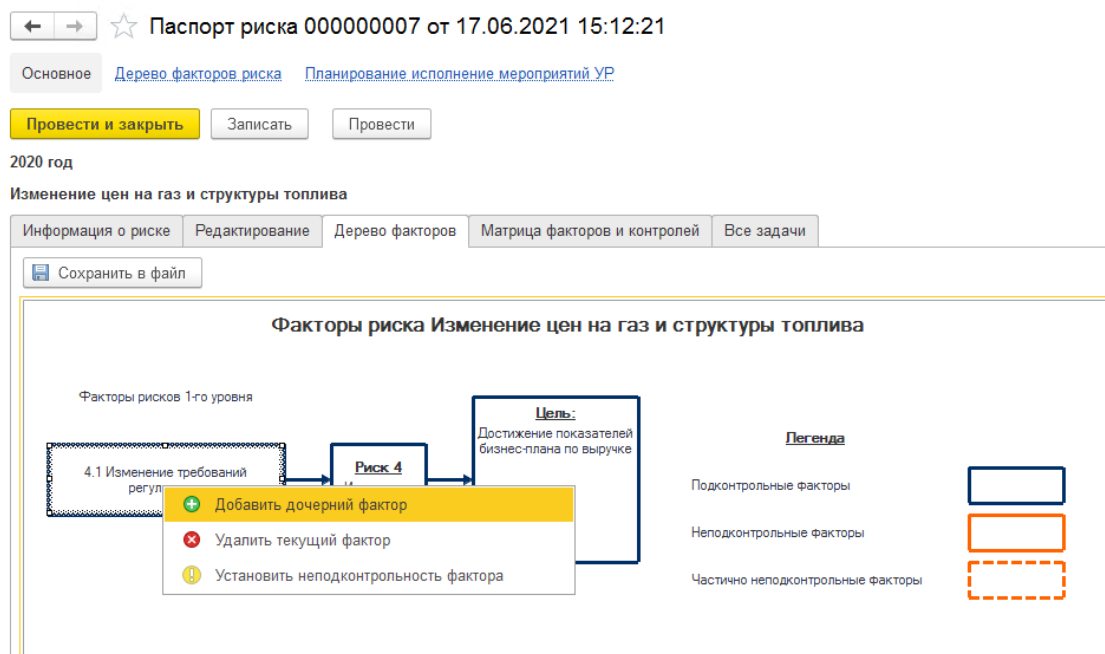 Паспорт риска 000000007 от 17.06.2021 15:12:21
Основное Дерево факторов риска Планирование исполнение мероприятий УР
Провести и закрыть Записать Провести
2020 год
Изменение цен на газ и структуры топлива
Информация о риске Редактирование Дерево факторов Матрица факторов и контролей Все задачи
Сохранить в файл
Факторы риска Изменение цен на газ и структуры топлива
Факторы рисков 1-го уровня
Цель:
Достижение показателей
бизнес-плана по выручке
Легенда
4.1 Изменение требований
Риск 4
Подконтрольные факторы
Добавить дочерний фактор
Неподконтрольные факторы
Удалить текущий фактор
Установить неподконтрольность фактора
Частично неподконтрольные факторы